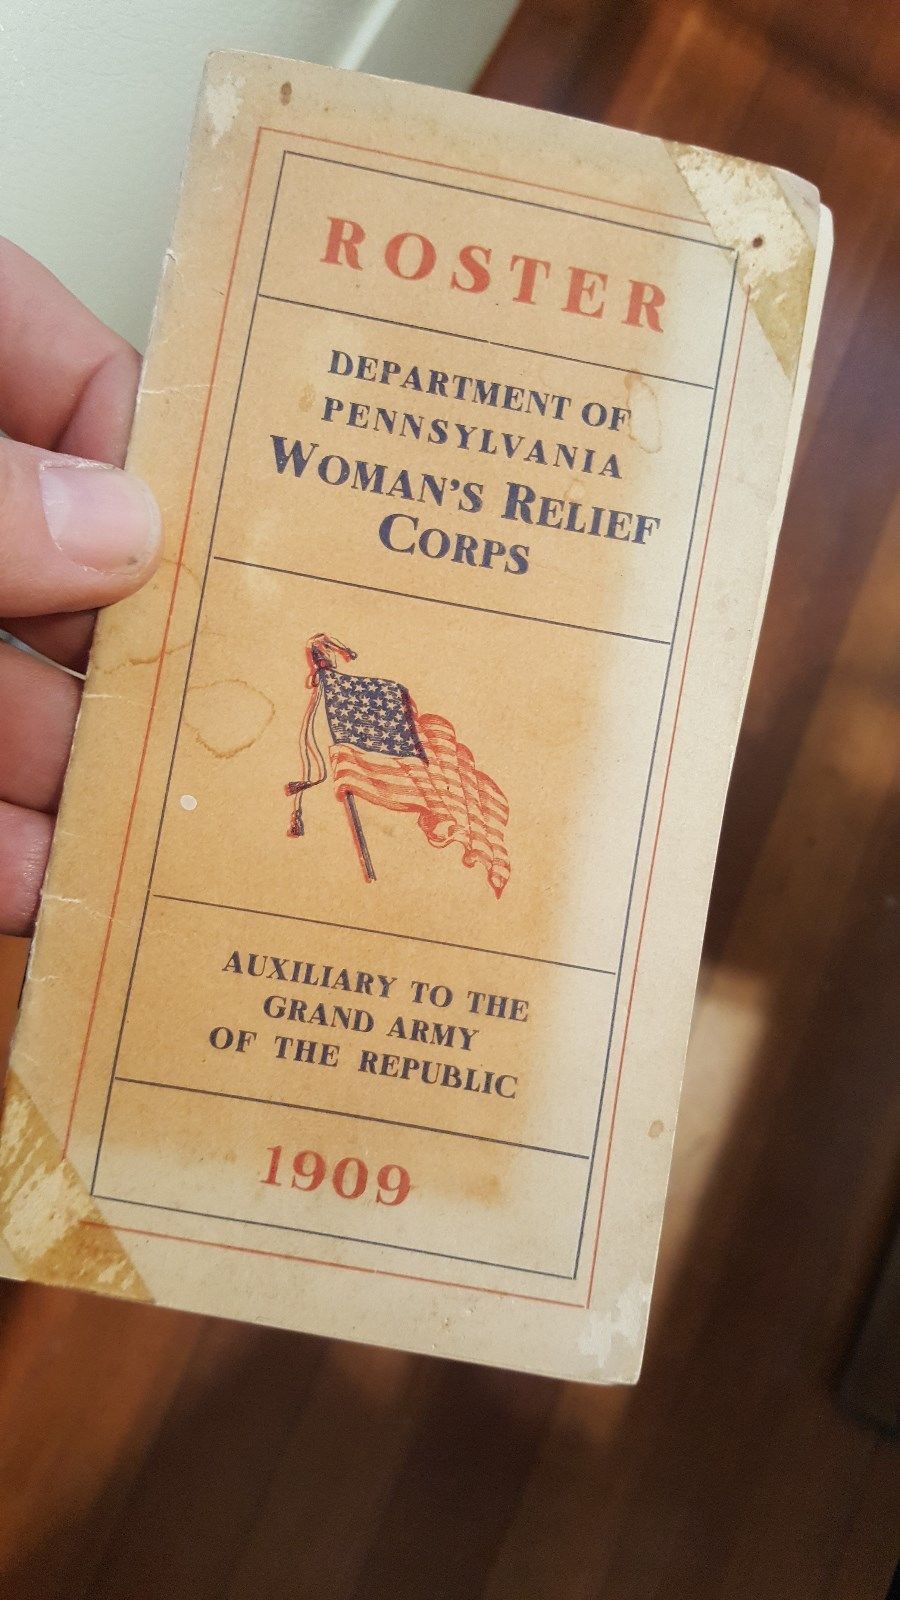 ROSTER
DEPARTMENT OF
PENNSYLVANIA
WOMAN'S RELIEF
CORPS
AUXILIARY TO THE
GRAND ARMY
OF THE REPUBLIC
1909